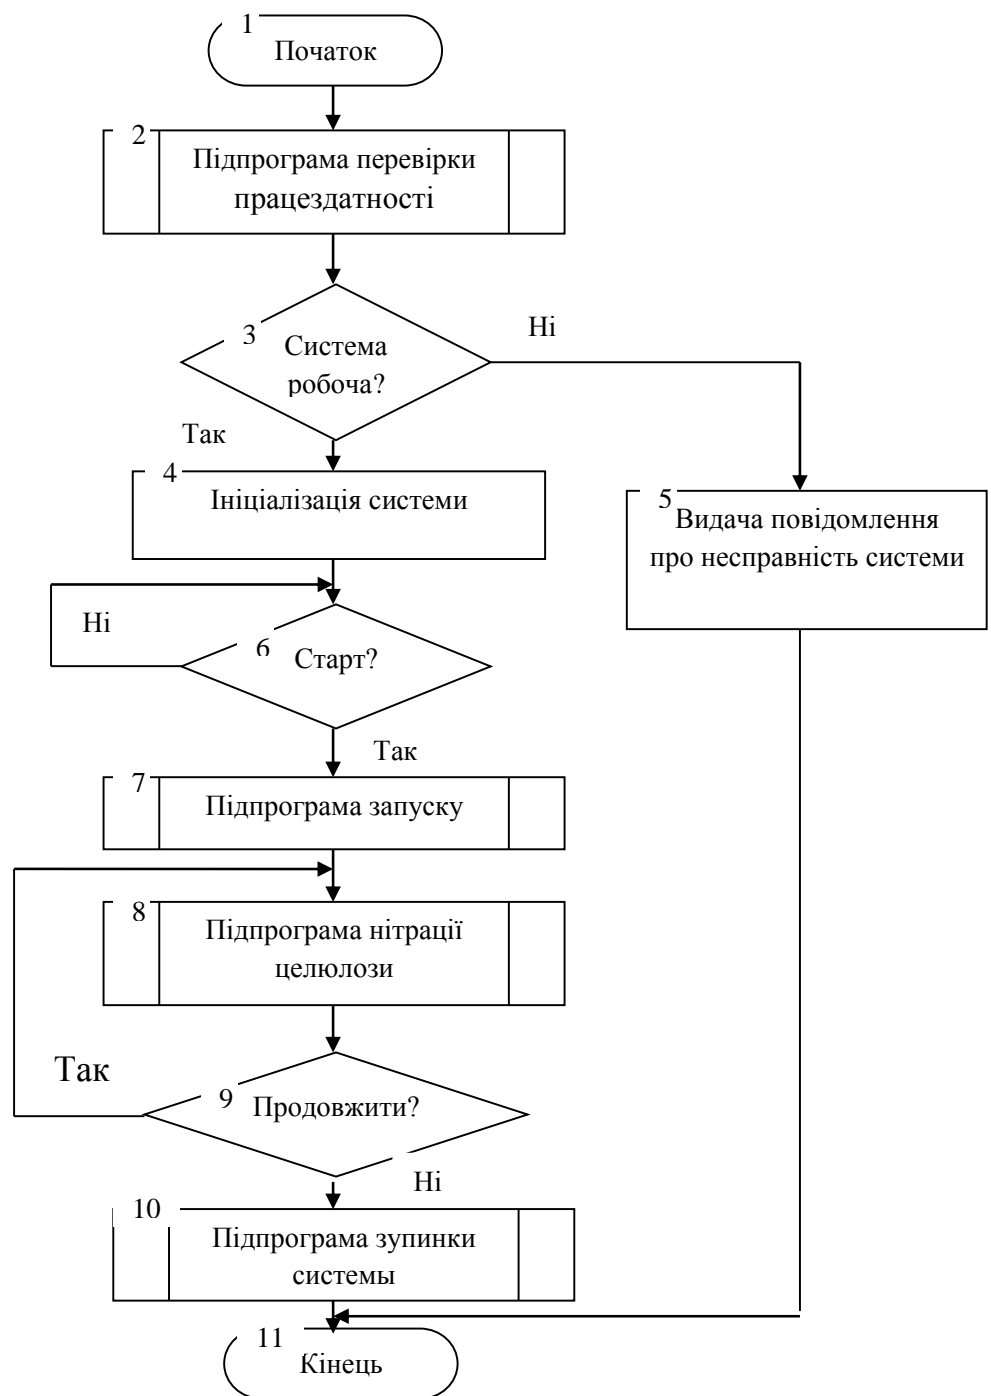 1
Початок
2
Підпрограма перевірки
працездатності
3
Система
робоча?
Ні
Так
4
Ініціалізація системи
5
Видача повідомлення
про несправність системи
Ні
6
Старт?
Так
7
Підпрограма запуску
8
Підпрограма нітрації
целюлози
Так
9
Продовжити?
Ні
10
Підпрограма зупинки
системы
11
Кінець